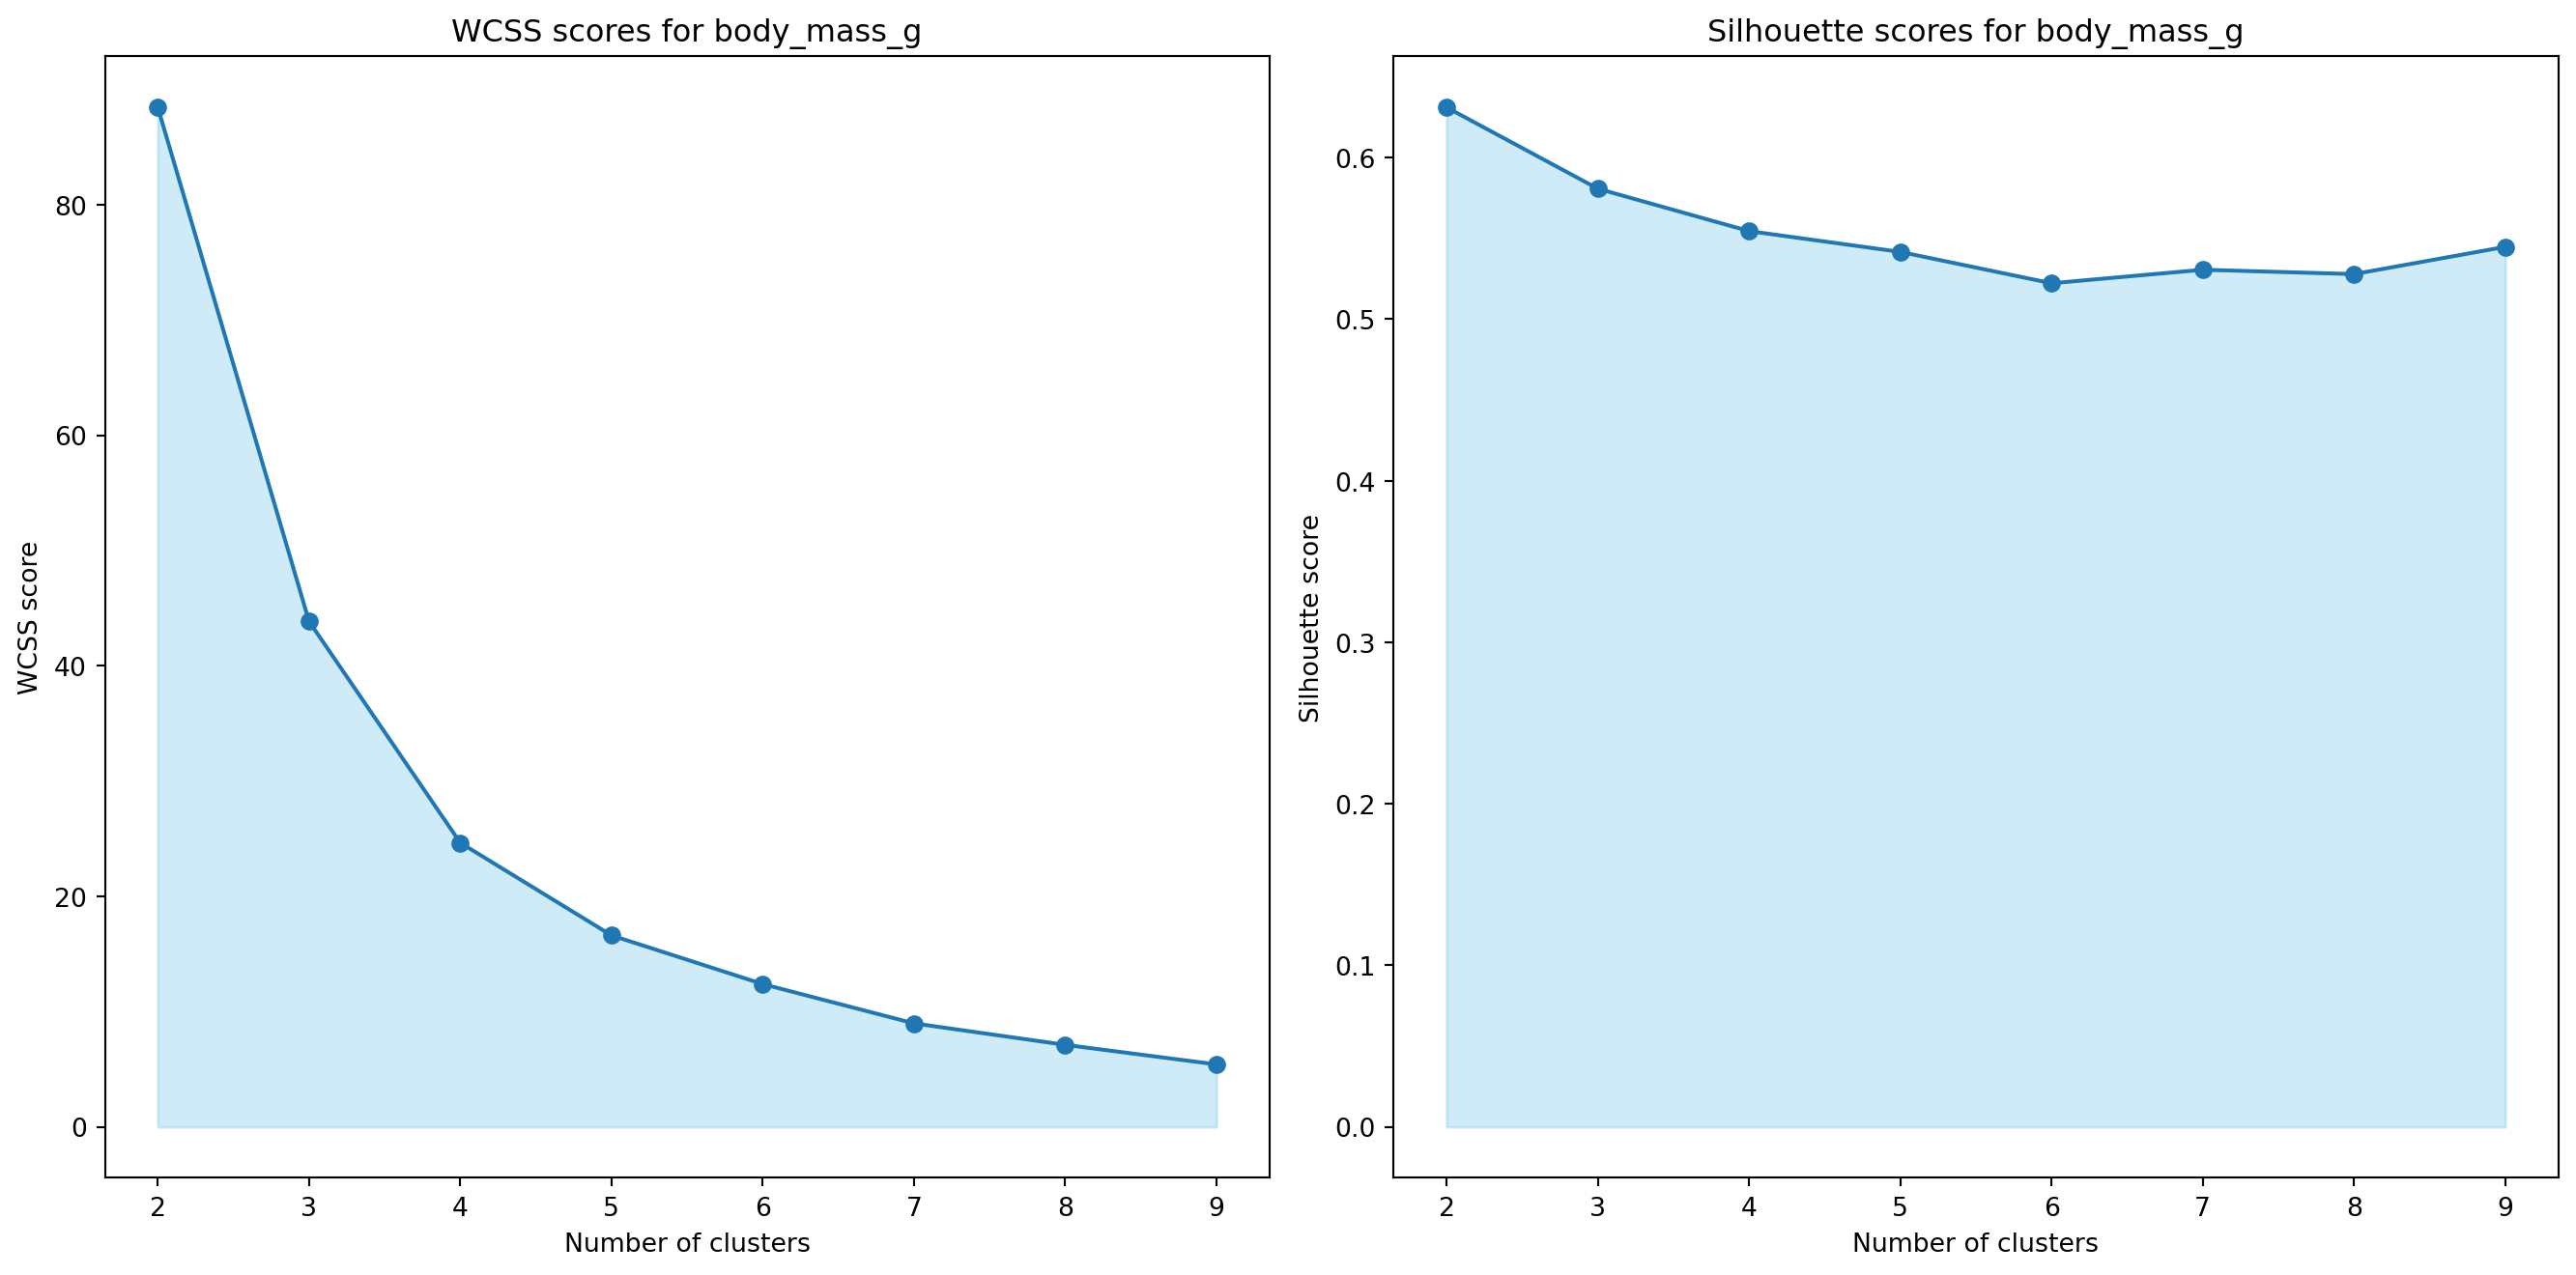 WCSS scores for body_mass_g
WCSS score
80
60
40
20
0
2 3 4 5 6 7 8 9
Number of clusters
Silhouette scores for body_mass_g
Silhouette score
0.6
0.5
0.4
0.3
0.2
0.1
0.0
2 3 4 5 6 7 8 9
Number of clusters